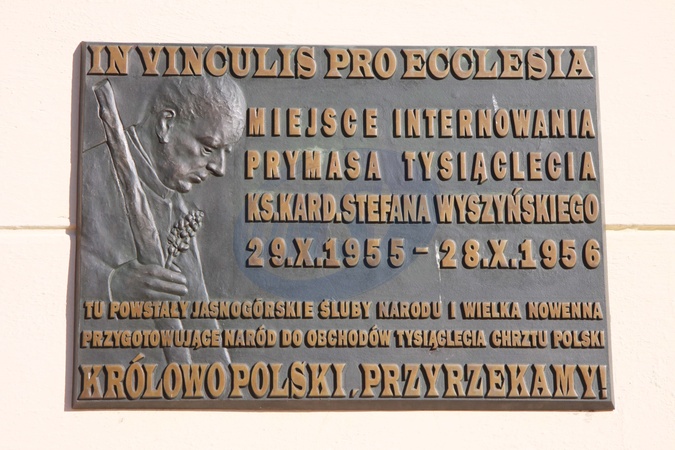 IN VINCULIS PRO ECCLESIA
MIEJSCE INTERNOWANIA
PRYMASA TYSIĄCLECIA
KS.KARD.STEFANA WYSZYŃSKIEGO
29.X.1955 - 28.X.1956
TU POWSTAŁY JASNOGÓRSKIE ŚLUBY NARODU I WIELKA NOWENNA
PRZYGOTOWUJĄCE NARÓD DO OBCHODÓW TYSIĄCLECIA CHRZTU POLSKI
KRÓLOWO POLSKI, PRZYRZEKAMY!